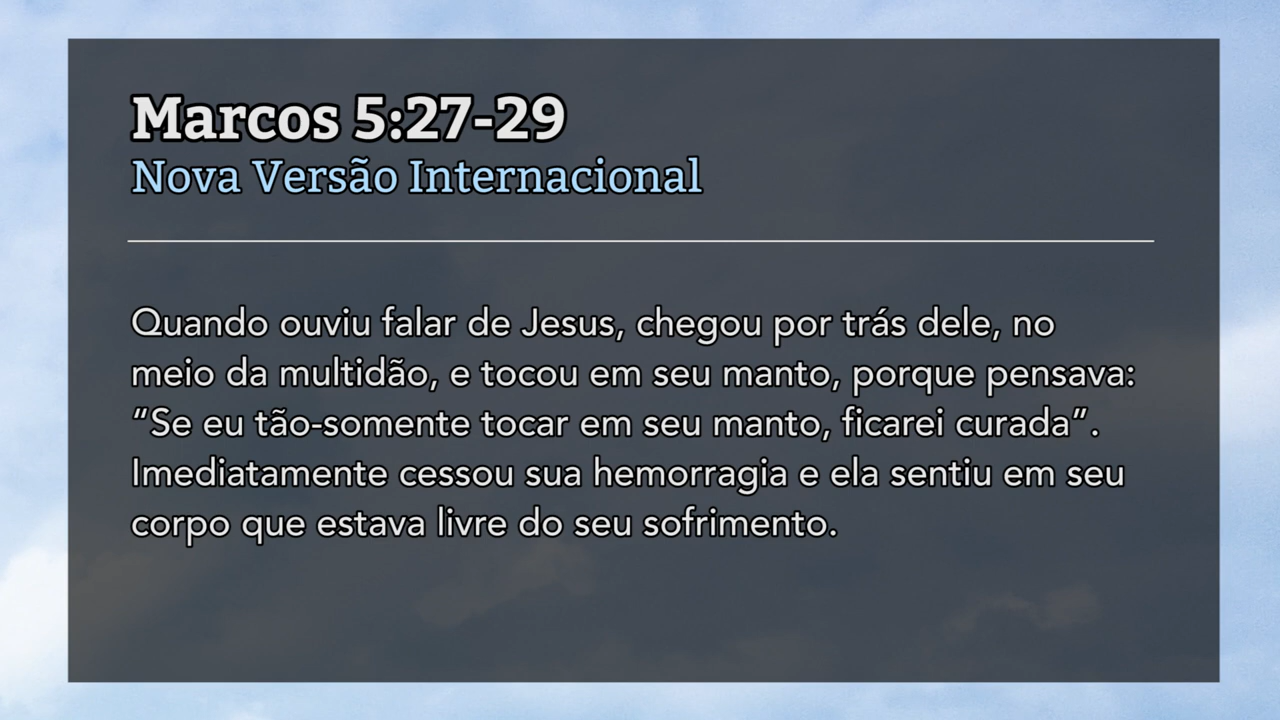 Marcos 5:27-29
Nova Versão Internacional
Quando ouviu falar de Jesus, chegou por trás dele, no
meio da multidão, e tocou em seu manto, porque pensava:
“Se eu tão-somente tocar em seu manto, ficarei curada”.
Imediatamente cessou sua hemorragia e ela sentiu em seu
corpo que estava livre do seu sofrimento.